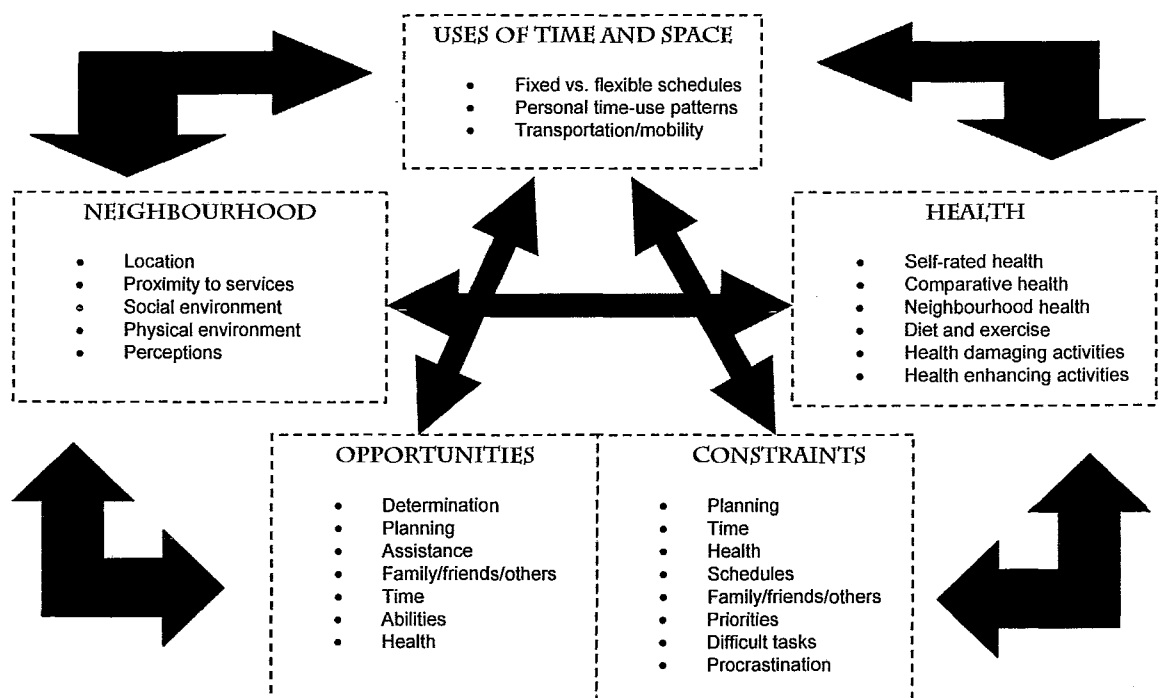 USES OF TIME AND SPACE
• Fixed vs. flexible schedules
• Personal time-use patterns
• Transportation/mobility
NEIGHBOURHOOD
• Location
• Proximity to services
• Social environment
• Physical environment
• Perceptions
HEALTH
• Self-rated health
• Comparative health
• Neighbourhood health
• Diet and exercise
• Health damaging activities
• Health enhancing activities
OPPORTUNITIES
• Determination
• Planning
• Assistance
• Family/friends/others
• Time
• Abilities
• Health
CONSTRAINTS
• Planning
• Time
• Health
• Schedules
• Family/friends/others
• Priorities
• Difficult tasks
• Procrastination